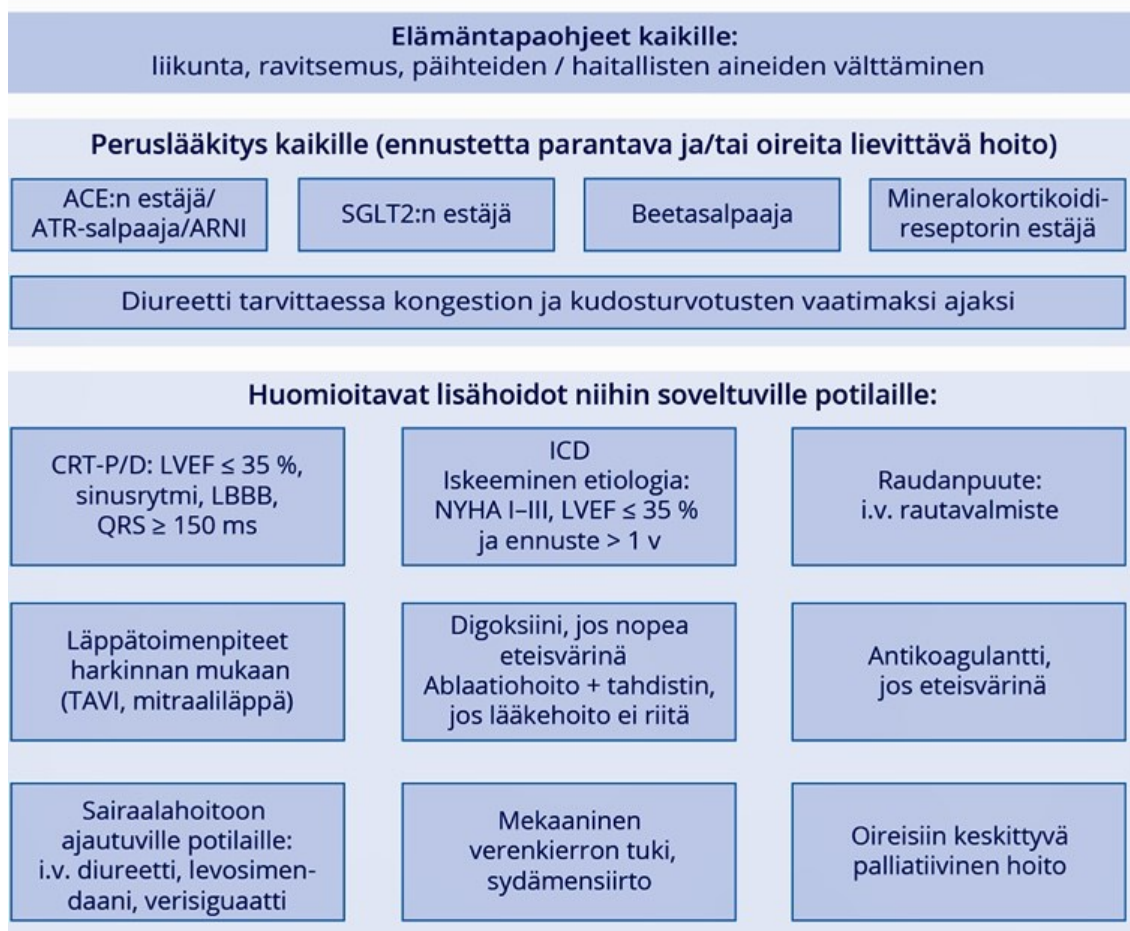 Elämäntapaohjeet kaikille:
liikunta, ravitsemus, päihteiden / haitallisten aineiden välttäminen
Peruslääkitys kaikille (ennustetta parantava ja/tai oireita lievittävä hoito)
ACE:n estäjä/
ATR-salpaaja/ARNI
SGLT2:n estäjä
Beetasalpaaja
Mineralokortikoidi-
reseptorin estäjä
Diureetti tarvittaessa kongestion ja kudosturvotusten vaatimaksi ajaksi
Huomioitavat lisähoidot niihin soveltuville potilaille:
CRT-P/D: LVEF ≤ 35 %,
sinusrytmi, LBBB,
QRS ≥ 150 ms
ICD
Iskeeminen etiologia:
NYHA I–III, LVEF ≤ 35 %
ja ennuste > 1 v
Raudanpuute:
i.v. rautavalmiste
Läppätoimenpiteet
harkinnan mukaan
(TAVI, mitraaliläppä)
Digoksiini, jos nopea
eteisvärinä
Ablaatiohoito + tahdistin,
jos lääkehoito ei riitä
Antikoagulantti,
jos eteisvärinä
Sairaalahoitoon
ajautuville potilaille:
i.v. diureetti, levosimen-
daani, verisiguaatti
Mekaaninen
verenkierron tuki,
sydämensiirto
Oireisiin keskittyvä
palliatiivinen hoito